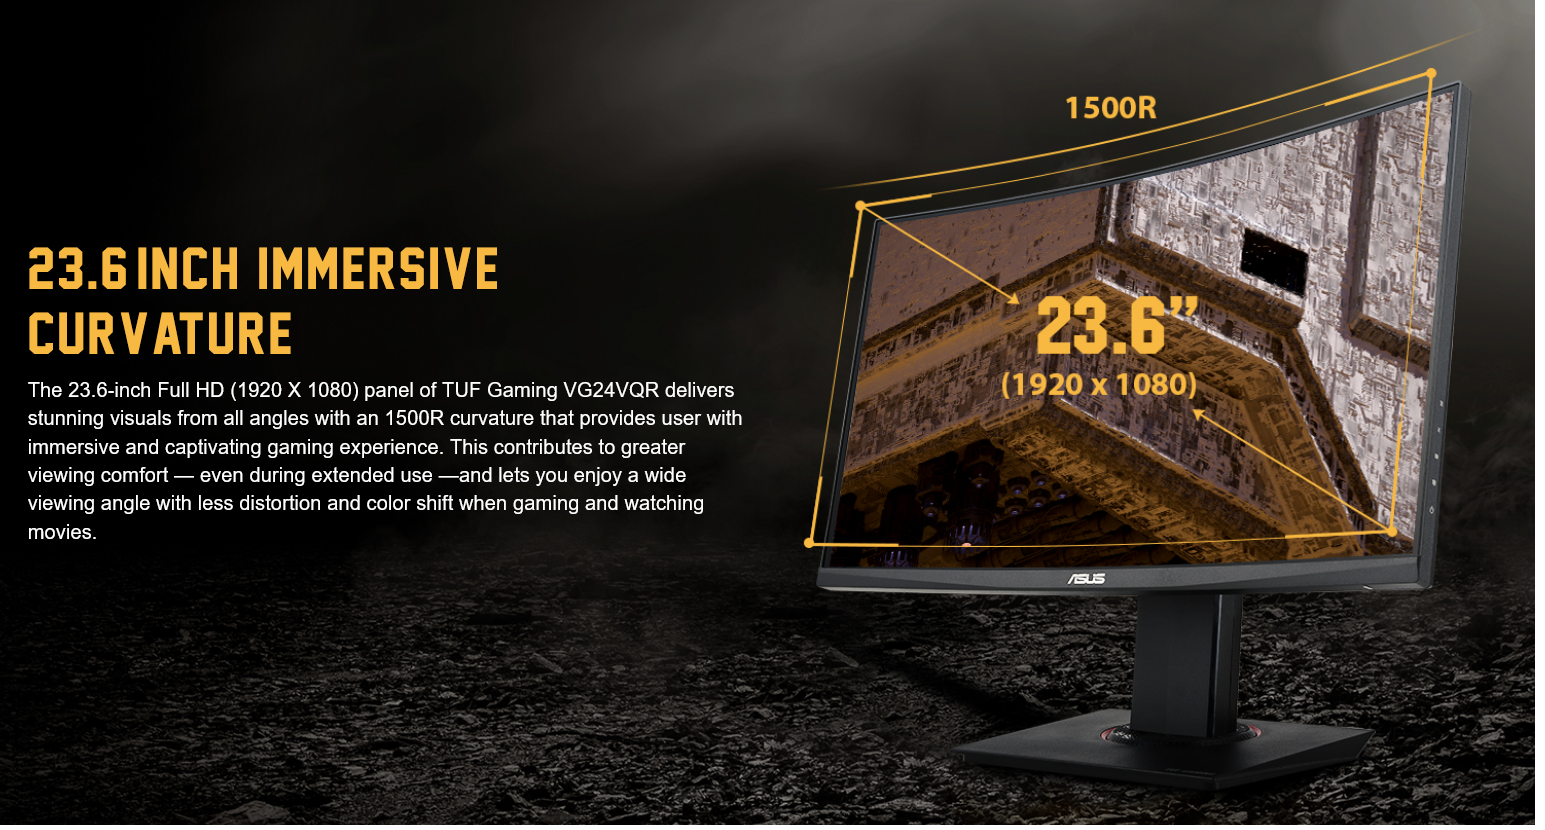 23.6 INCH IMMERSIVE
CURVATURE
The 23.6-inch Full HD (1920 X 1080) panel of TUF Gaming VG24VQR delivers
stunning visuals from all angles with an 1500R curvature that provides user with
immersive and captivating gaming experience. This contributes to greater
viewing comfort — even during extended use —and lets you enjoy a wide
viewing angle with less distortion and color shift when gaming and watching
movies.
1500R
23.6”
(1920 x 1080)
ASUS